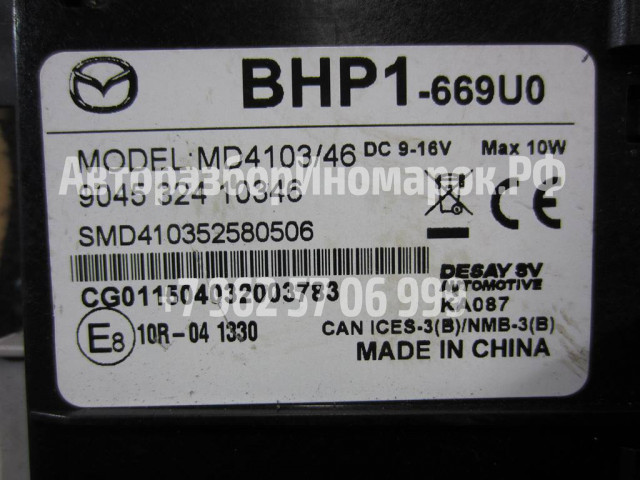 BHP1-669U0
MODEL:MD4103/46 DC 9-16V Max 10W
АвторазборИномарок.РФ
9045 324 10346
SMD410352580506
CG011504032003783
DESAY SV
AUTOMOTIVE
KA087
E8 10R-04 1330
CAN ICES-3(B)/NMB-3(B)
MADE IN CHINA